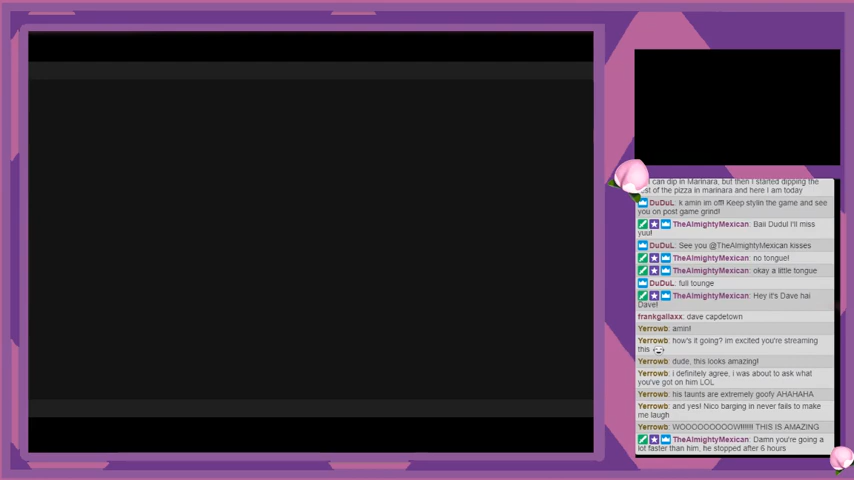 can dip in Marinara, but then I started dipping the
st of the pizza in marinara and here I am today
DuDuL: k amin im off! Keep stylin the game and see
you on post game grind!
TheAlmightyMexican: Baii Dudul I'll miss
yuu!
DuDuL: See you @TheAlmightyMexican kisses
TheAlmightyMexican: no tongue!
TheAlmightyMexican: okay a little tongue
DuDuL: full tounge
TheAlmightyMexican: Hey it's Dave hai
Dave!
frankgallaxx: dave capdetown
Yerrowb: amin!
Yerrowb: how's it going? im excited you're streaming
this
Yerrowb: dude, this looks amazing!
Yerrowb: i definitely agree, i was about to ask what
you've got on him LOL
Yerrowb: his taunts are extremely goofy AHAHAHA
Yerrowb: and yes! Nico barging in never fails to make
me laugh
Yerrowb: WOOOOOOOOW!!!!!!! THIS IS AMAZING
TheAlmightyMexican: Damn you're going a
lot faster than him, he stopped after 6 hours